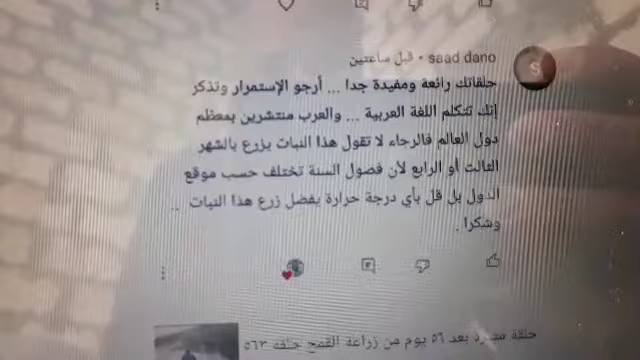 saad dano • قبل ساعتين
حلقاتك رائعة ومفيدة جدا ... أرجو الإستمرار وتذكر
إنك تتكلم اللغة العربية ... والعرب منتشرين بمعظم
دول العالم فالرجاء لا تقول هذا النبات يزرع بالشهر
الثالث أو الرابع لأن فصول السنة تختلف حسب موقع
الدول بل قل بأي درجة حرارة يفضل زرع هذا النبات ..
وشكرا .
حلقة بعد ٥٦ يوم من زراعة القمح حلقه ٥٦٣